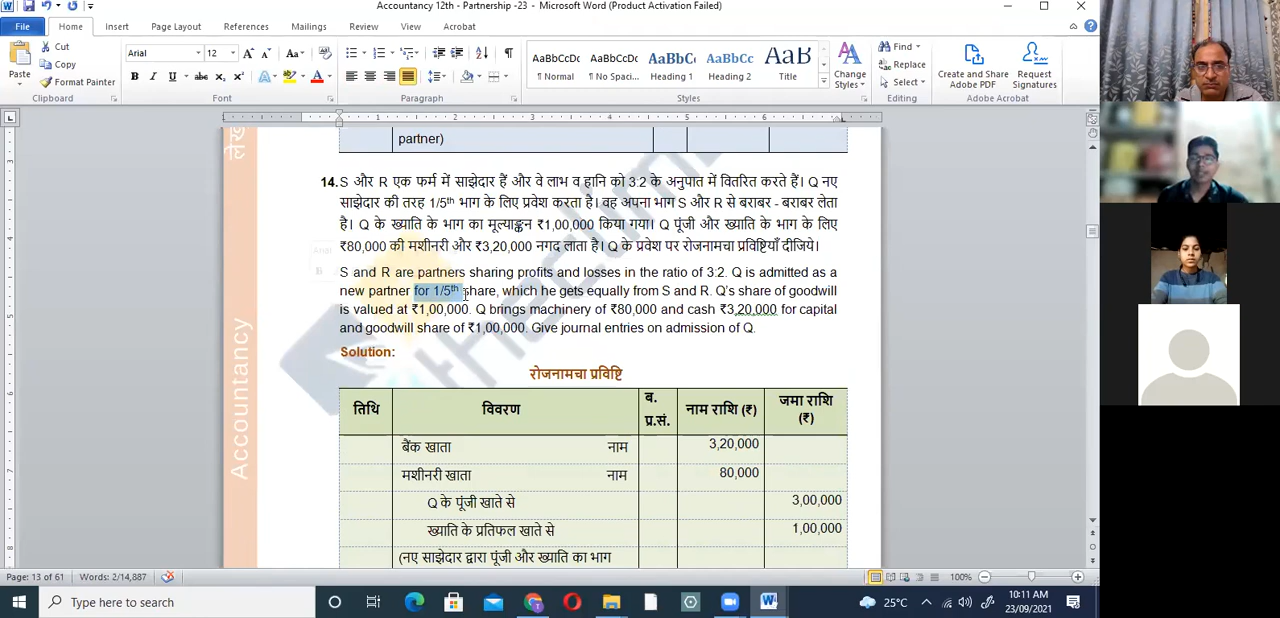 Accountancy 12th - Partnership -23 - Microsoft Word (Product Activation Failed)
File Home Insert Page Layout References Mailings Review View Acrobat
Paste
Cut
Copy
Format Painter
Clipboard
Arial 12
Font
Paragraph
AaBbCcDc AaBbCcDc AaBbCc AaBbCc AaB
¶ Normal ¶ No Spaci... Heading 1 Heading 2 Title
Change Styles
Styles
Find
Replace
Select
Editing
Create and Share Adobe PDF
Request Signatures
Adobe Acrobat
partner)
14. S और R एक फर्म में साझेदार हैं और वे लाभ व हानि को 3:2 के अनुपात में वितरित करते हैं। Q नए
साझेदार की तरह 1/5th भाग के लिए प्रवेश करता है। वह अपना भाग S और R से बराबर - बराबर लेता
है। Q के ख्याति के भाग का मूल्याङ्कन ₹1,00,000 किया गया। Q पूंजी और ख्याति के भाग के लिए
₹80,000 की मशीनरी और ₹3,20,000 नगद लाता है। Q के प्रवेश पर रोजनामचा प्रविष्टियाँ दीजिये।
S and R are partners sharing profits and losses in the ratio of 3:2. Q is admitted as a
new partner for 1/5th share, which he gets equally from S and R. Q's share of goodwill
is valued at ₹1,00,000. Q brings machinery of ₹80,000 and cash ₹3,20,000 for capital
and goodwill share of ₹1,00,000. Give journal entries on admission of Q.
Solution:
रोजनामचा प्रविष्टि
तिथि विवरण ब. प्र.सं. नाम राशि (₹) जमा राशि (₹)
बैंक खाता नाम 3,20,000
मशीनरी खाता नाम 80,000
Q के पूंजी खाते से 3,00,000
ख्याति के प्रतिफल खाते से 1,00,000
(नए साझेदार द्वारा पूंजी और ख्याति का भाग
Accountancy
Page: 13 of 61 Words: 2/14,887 100%
Type here to search
25°C
10:11 AM
23/09/2021